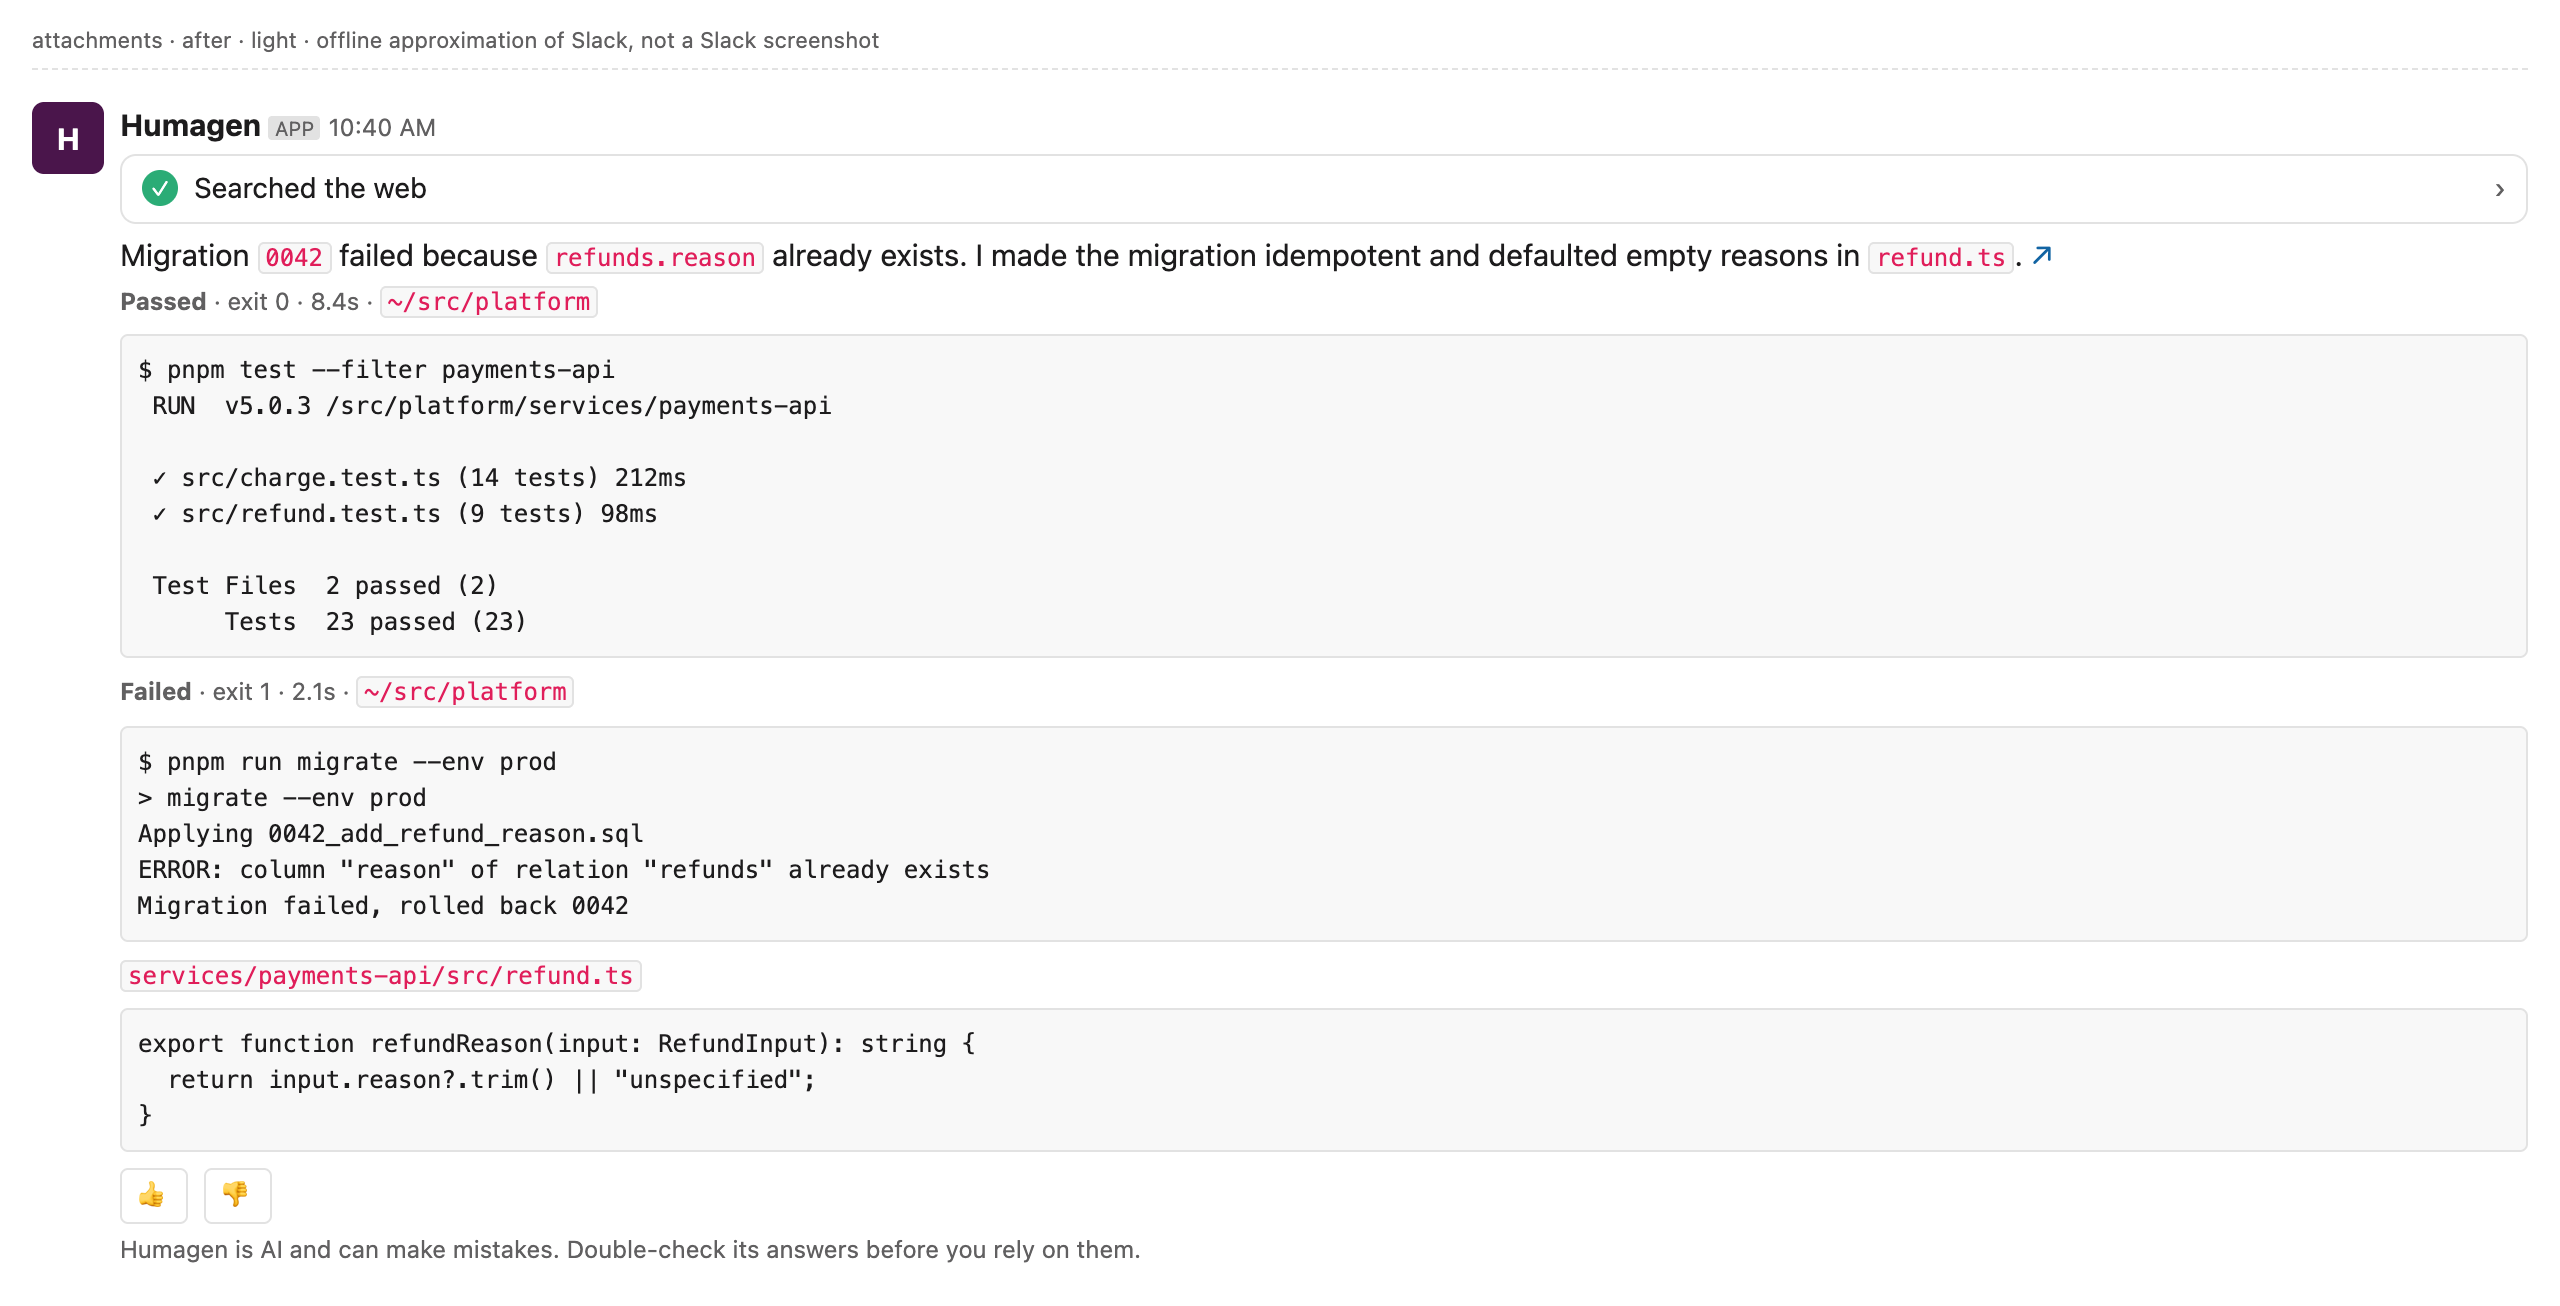 attachments · after · light · offline approximation of Slack, not a Slack screenshot
H
Humagen APP 10:40 AM
✓ Searched the web ›
Migration 0042 failed because refunds.reason already exists. I made the migration idempotent and defaulted empty reasons in refund.ts. ↗
Passed · exit 0 · 8.4s · ~/src/platform
$ pnpm test --filter payments-api
 RUN  v5.0.3 /src/platform/services/payments-api
 ✓ src/charge.test.ts (14 tests) 212ms
 ✓ src/refund.test.ts (9 tests) 98ms
 Test Files  2 passed (2)
      Tests  23 passed (23)
Failed · exit 1 · 2.1s · ~/src/platform
$ pnpm run migrate --env prod
> migrate --env prod
Applying 0042_add_refund_reason.sql
ERROR: column "reason" of relation "refunds" already exists
Migration failed, rolled back 0042
services/payments-api/src/refund.ts
export function refundReason(input: RefundInput): string {
  return input.reason?.trim() || "unspecified";
}
👍 👎
Humagen is AI and can make mistakes. Double-check its answers before you rely on them.